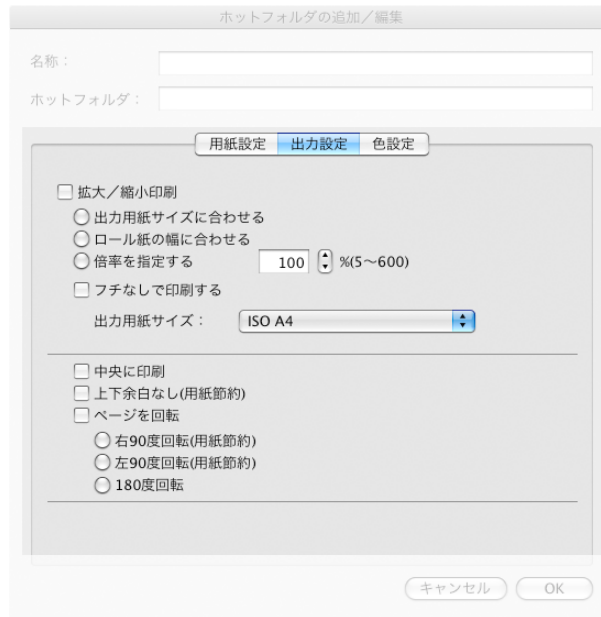 ホットフォルダの追加／編集
名称：
ホットフォルダ：
用紙設定 出力設定 色設定
拡大／縮小印刷
出力用紙サイズに合わせる
ロール紙の幅に合わせる
倍率を指定する 100 %(5～600)
フチなしで印刷する
出力用紙サイズ： ISO A4
中央に印刷
上下余白なし(用紙節約)
ページを回転
右90度回転(用紙節約)
左90度回転(用紙節約)
180度回転
キャンセル OK